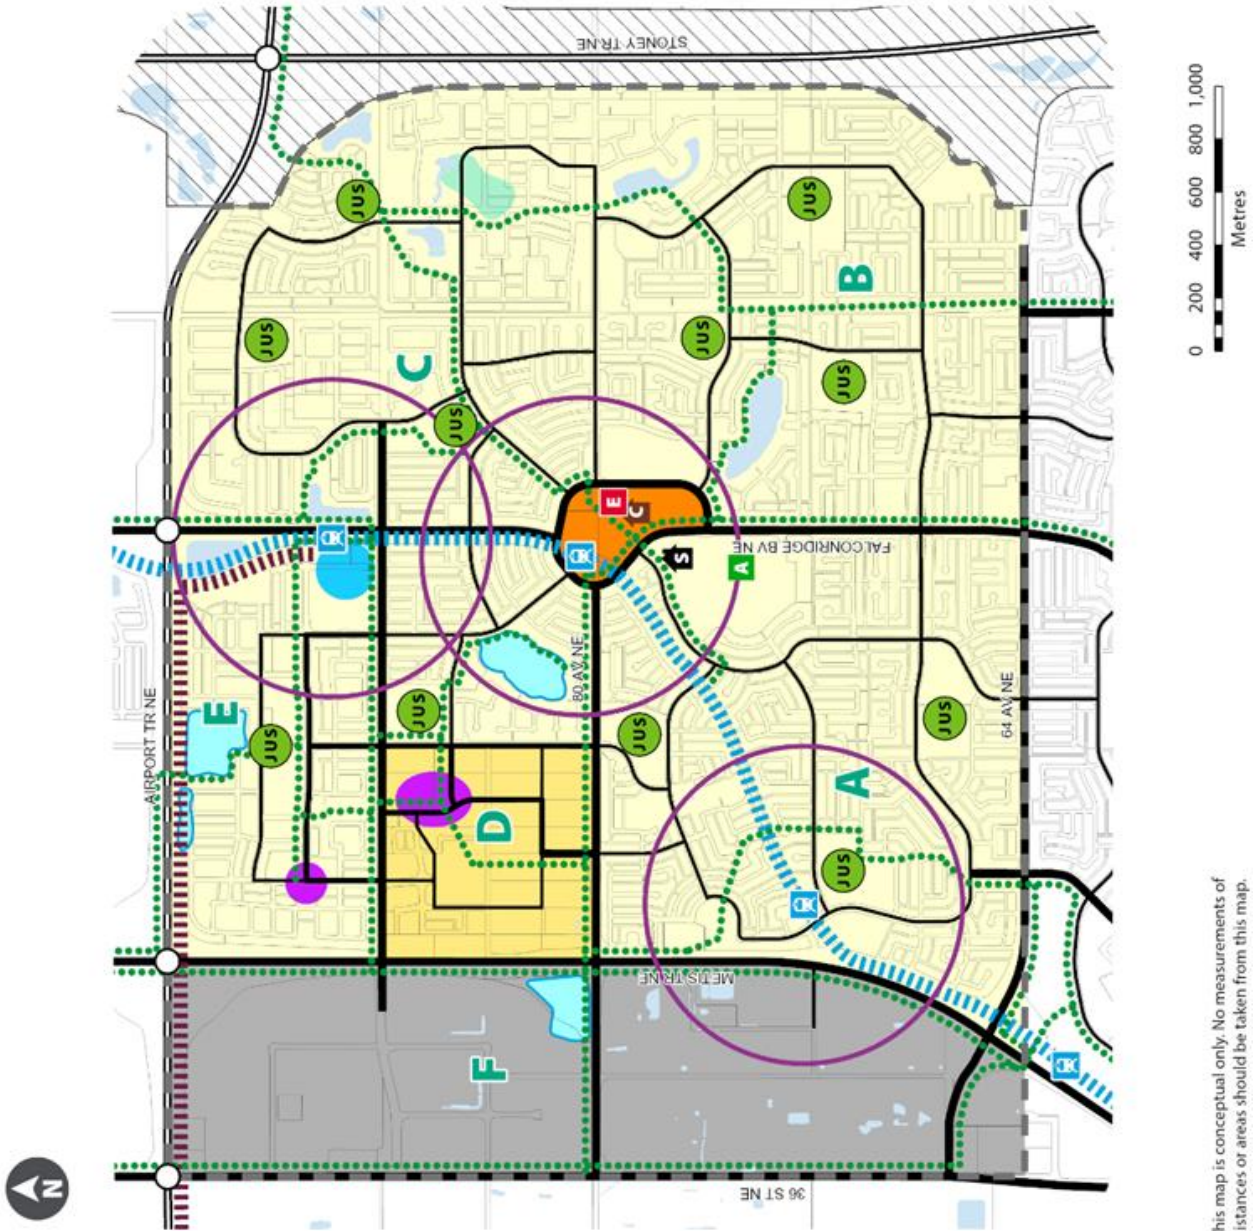 N
AIRPORT TR NE
E
JUS
JUS
JUS
C
JUS
JUS
F
D
80 AV NE
E
C
STONEY TR NE
JUS
S
METIS TR NE
JUS
A
36 ST NE
JUS
FALCONRIDGE BV NE
JUS
A
JUS
B
JUS
64 AV NE
0 200 400 600 800 1,000
Metres
his map is conceptual only. No measurements of
istances or areas should be taken from this map.